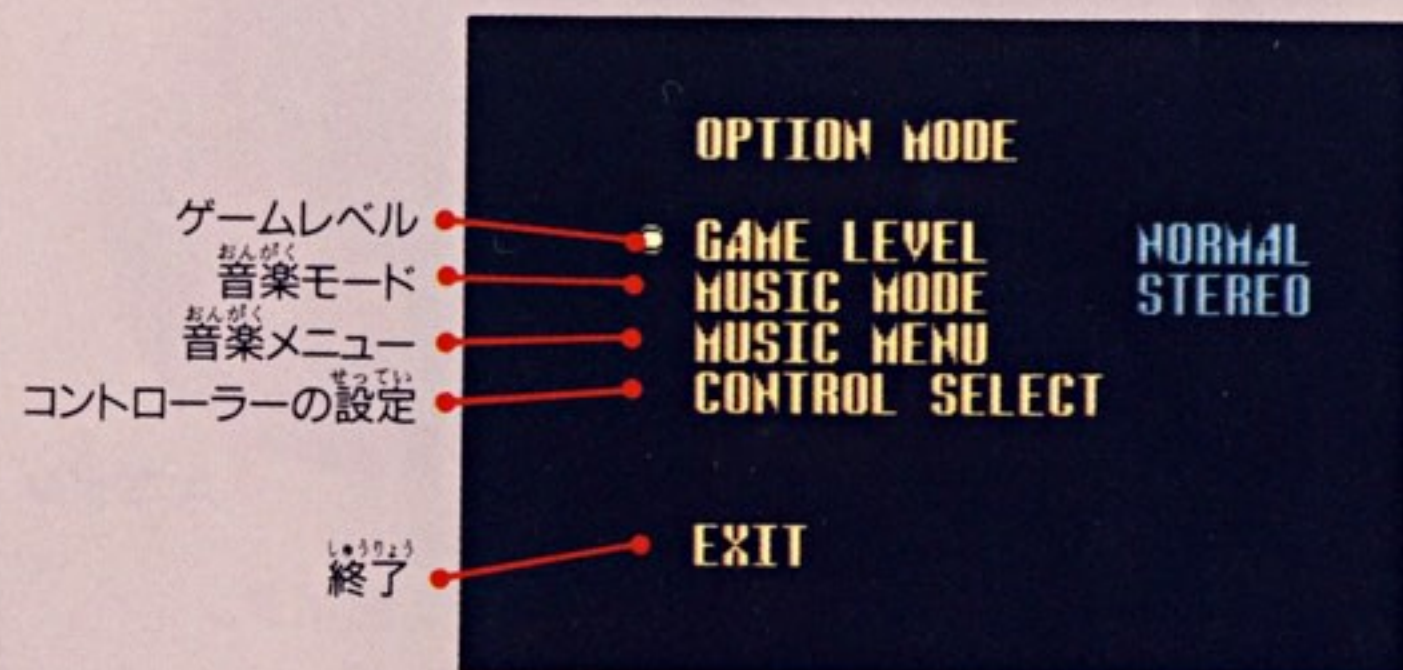 OPTION MODE
ゲームレベル
GAME LEVEL NORMAL
おんがく
音楽モード
MUSIC MODE STEREO
おんがく
音楽メニュー
MUSIC MENU
せってい
コントローラーの設定
CONTROL SELECT
しゅうりょう
終了
EXIT